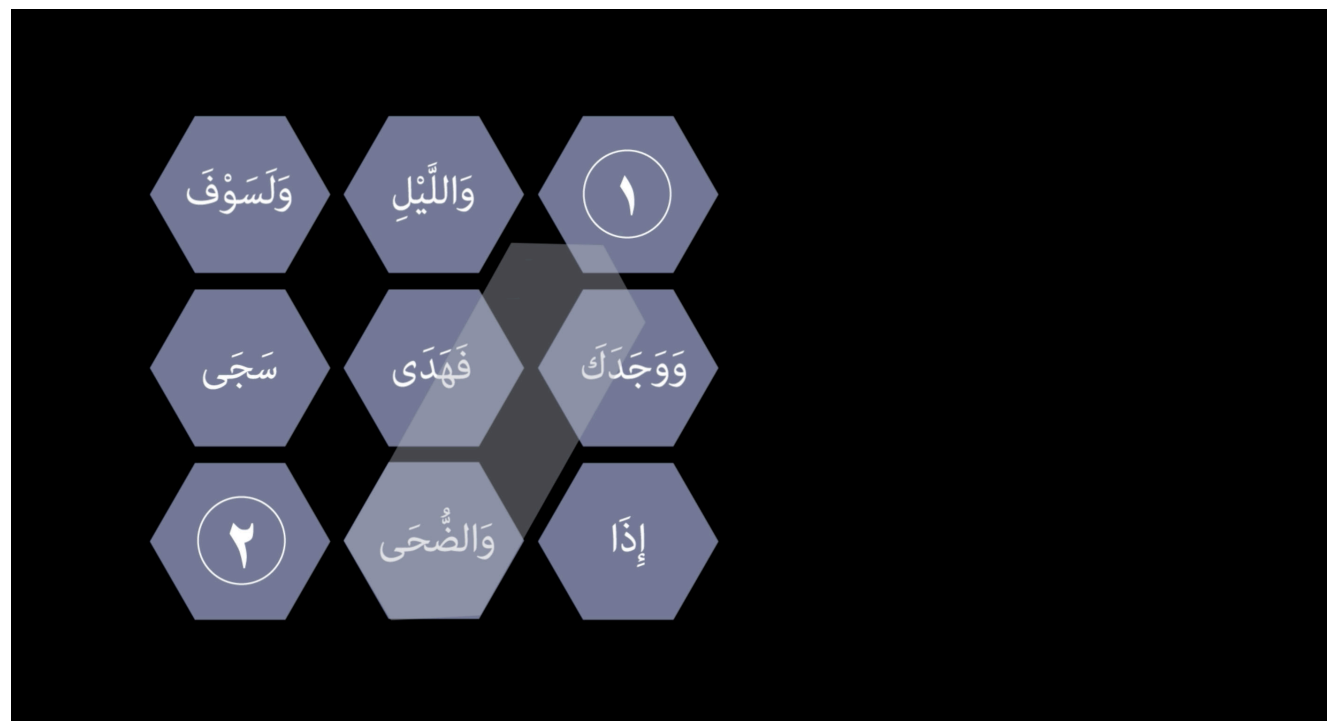 ١ وَاللَّيْلِ وَلَسَوْفَ
وَوَجَدَكَ فَهَدَى سَجَى
إِذَا وَالضُّحَى ٢